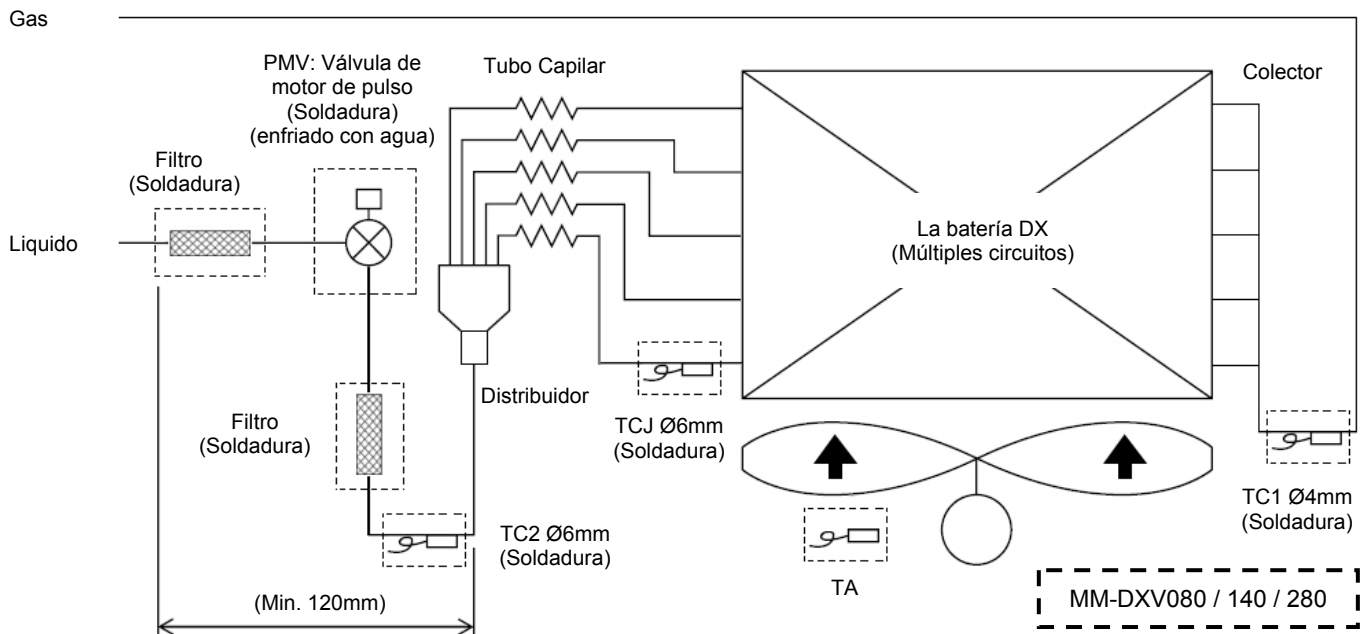 Gas
PMV: Válvula de
motor de pulso
(Soldadura)
(enfriado con agua)
Tubo Capilar
Colector
Filtro
(Soldadura)
Liquido
La batería DX
(Múltiples circuitos)
Distribuidor
Filtro
(Soldadura)
TCJ Ø6mm
(Soldadura)
TC2 Ø6mm
(Soldadura)
TC1 Ø4mm
(Soldadura)
TA
(Min. 120mm)
MM-DXV080 / 140 / 280